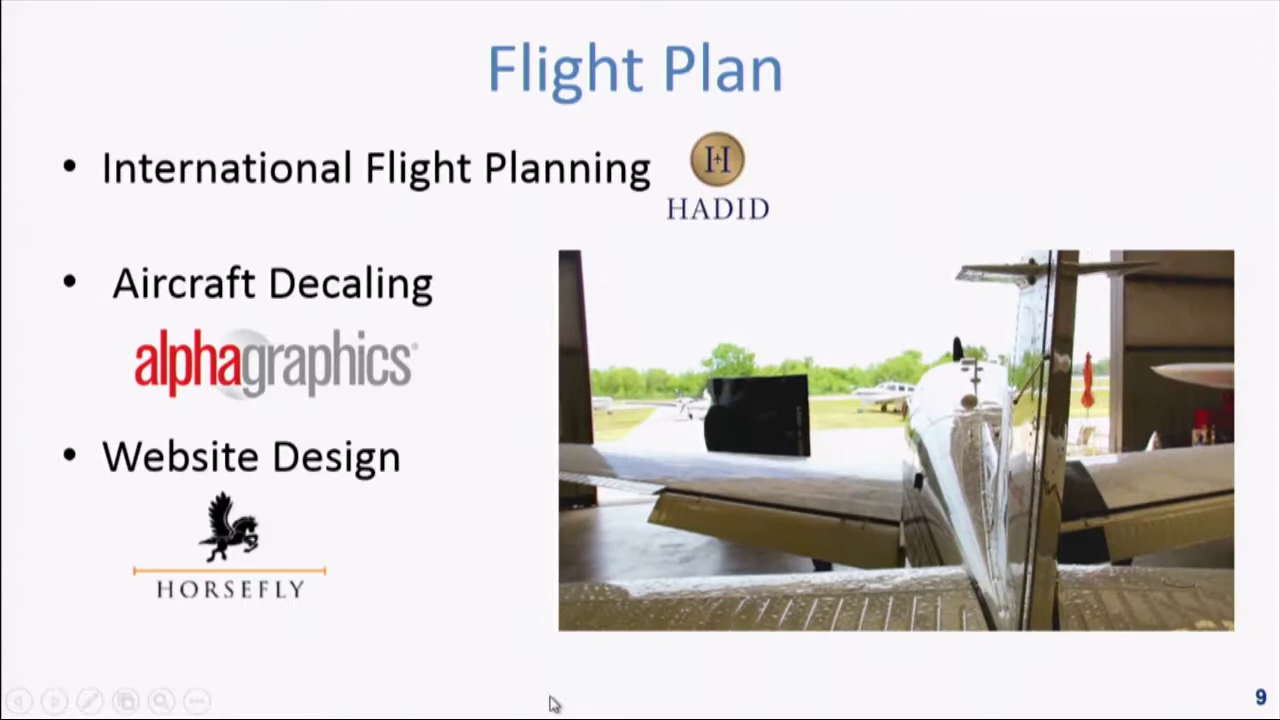 Flight Plan
• International Flight Planning
H
HADID
• Aircraft Decaling
alphagraphics®
• Website Design
HORSEFLY
9